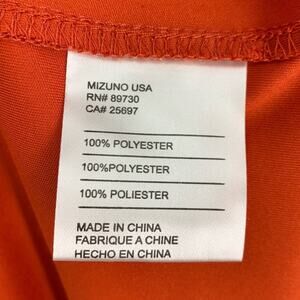 MIZUNO USA
RN# 89730
CA# 25697
100% POLYESTER
100%POLYESTER
100% POLIESTER
MADE IN CHINA
FABRIQUE A CHINE
HECHO EN CHINA